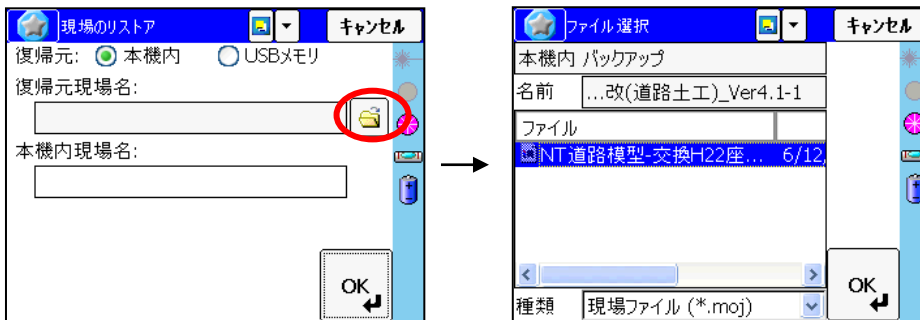 現場のリストア
キャンセル
復帰元: 本機内 USBメモリ
復帰元現場名:
本機内現場名:
OK
ファイル選択
キャンセル
本機内 バックアップ
名前 ...改(道路土工)_Ver4.1-1
ファイル
NT道路模型-交換H22座... 6/12,
OK
種類 現場ファイル (*.moj)